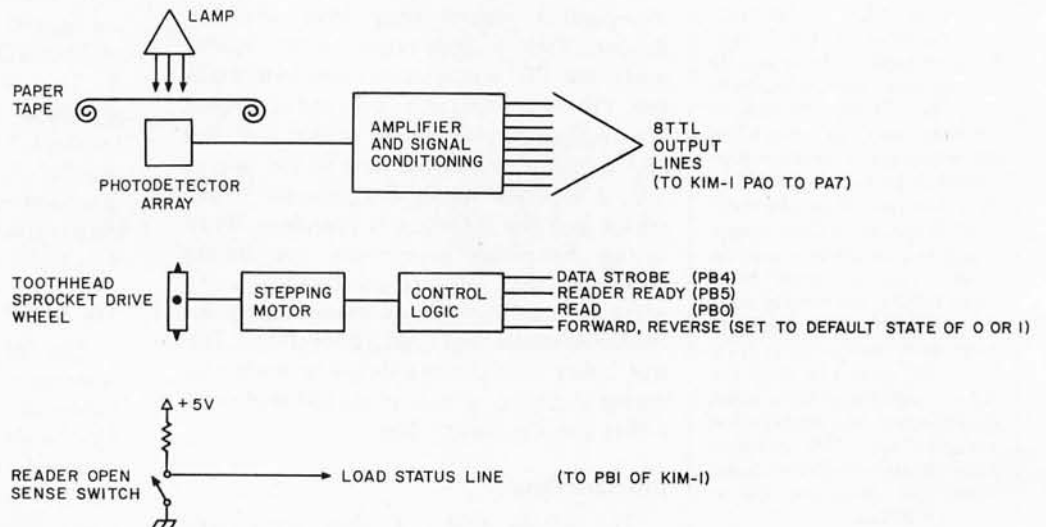 LAMP
PAPER
TAPE
AMPLIFIER
AND SIGNAL
CONDITIONING
8TTL
OUTPUT
LINES
(TO KIM-1 PA0 TO PA7)
PHOTODETECTOR
ARRAY
TOOTHHEAD
SPROCKET DRIVE
WHEEL
STEPPING
MOTOR
CONTROL
LOGIC
DATA STROBE (PB4)
READER READY (PB5)
READ (PB0)
FORWARD, REVERSE (SET TO DEFAULT STATE OF 0 OR 1)
+5V
READER OPEN
SENSE SWITCH
LOAD STATUS LINE (TO PB1 OF KIM-1)